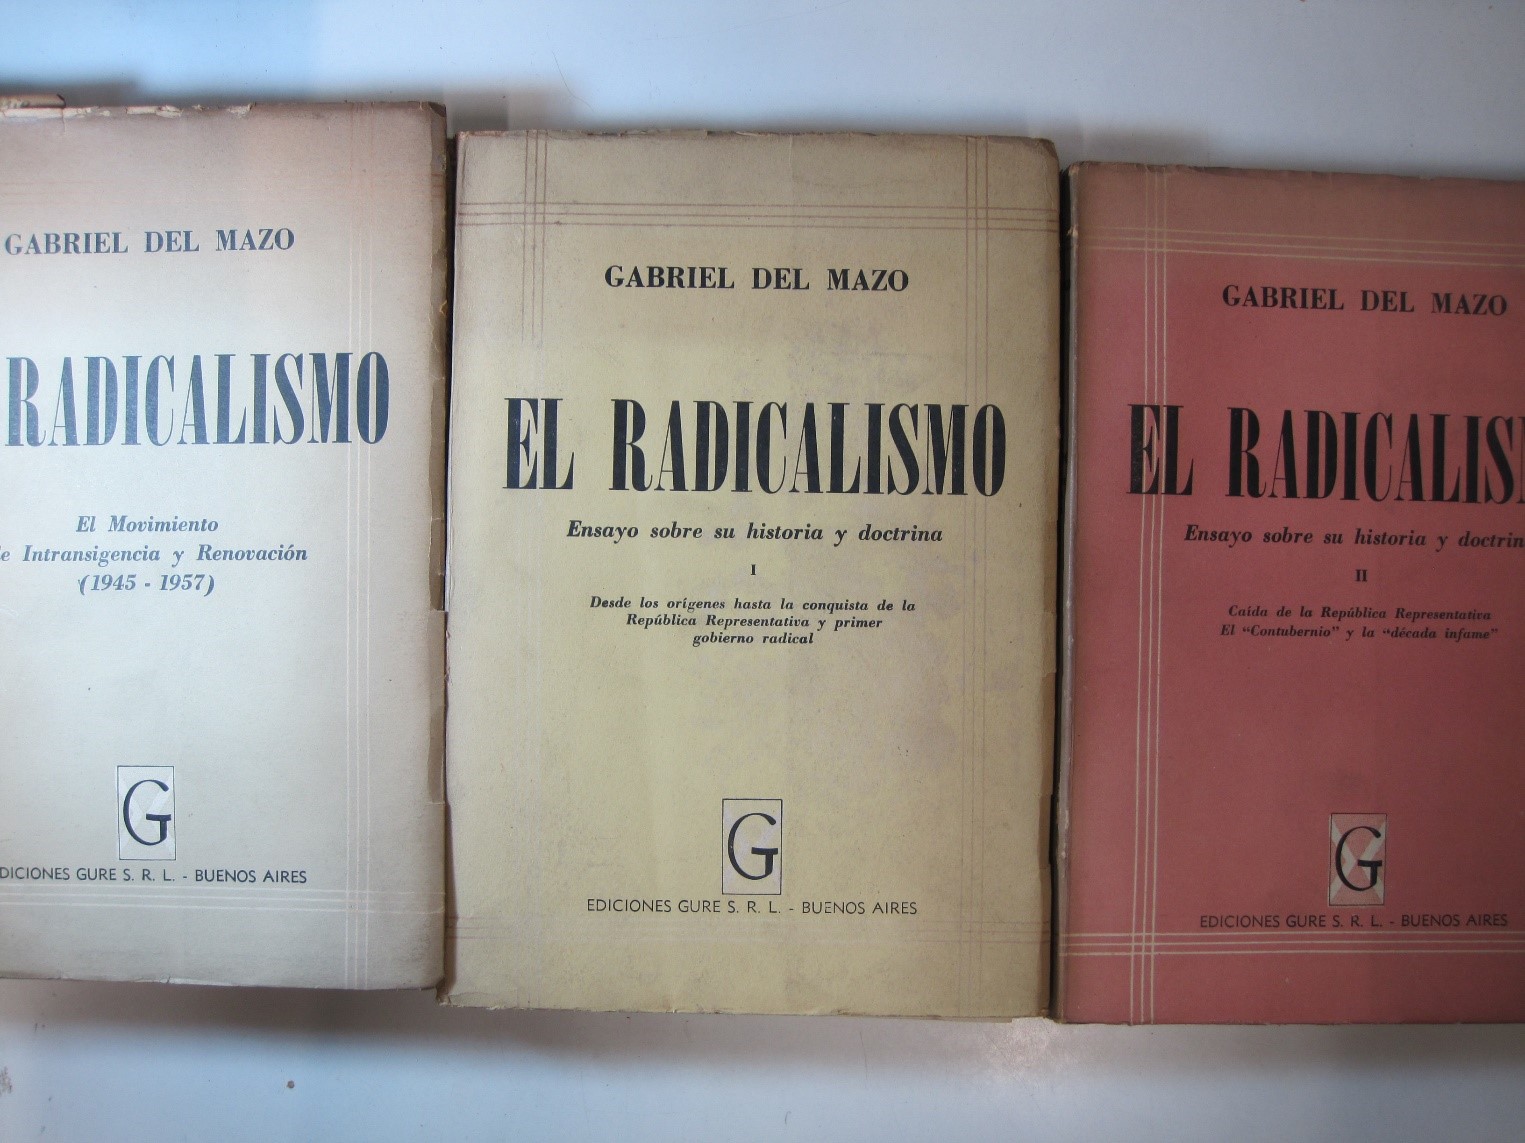 GABRIEL DEL MAZO
RADICALISMO
El Movimiento
Intransigencia y Renovación
(1945 - 1957)
G
EDICIONES GURE S. R. L. - BUENOS AIRES
GABRIEL DEL MAZO
EL RADICALISMO
Ensayo sobre su historia y doctrina
I
Desde los orígenes hasta la conquista de la
República Representativa y primer
gobierno radical
G
EDICIONES GURE S. R. L. - BUENOS AIRES
GABRIEL DEL MAZO
EL RADICALIS
Ensayo sobre su historia y doctrin
II
Caída de la República Representativa
El "Contubernio" y la "década infame"
G
EDICIONES GURE S. R. L. - BUENOS AIRES